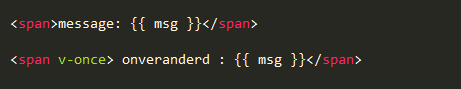 <span>message: {{ msg }}</span>
<span v-once> onveranderd : {{ msg }}</span>